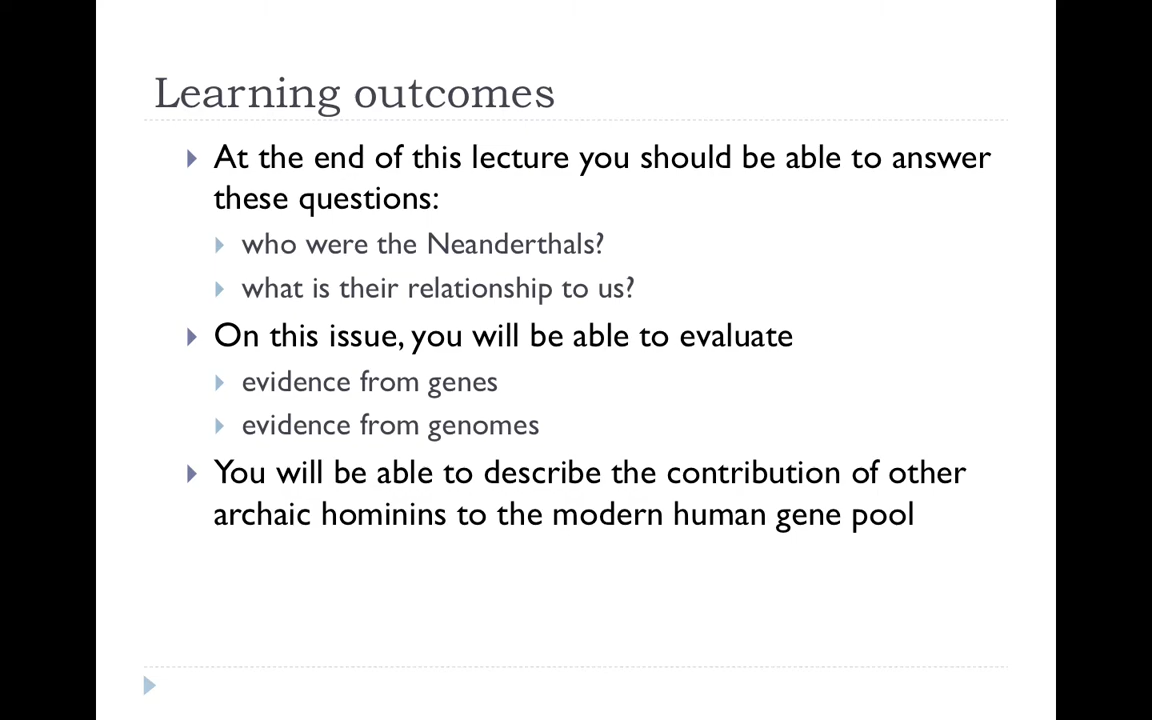 Learning outcomes
At the end of this lecture you should be able to answer
these questions:
who were the Neanderthals?
what is their relationship to us?
On this issue, you will be able to evaluate
evidence from genes
evidence from genomes
You will be able to describe the contribution of other
archaic hominins to the modern human gene pool